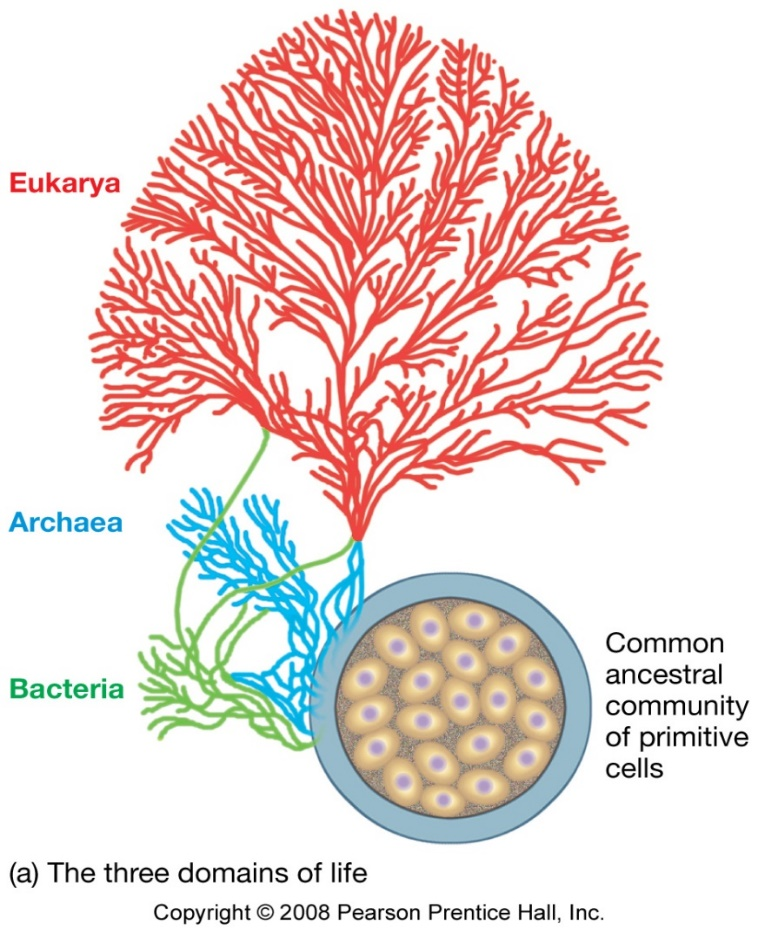 Eukarya
Archaea
Bacteria
Common
ancestral
community
of primitive
cells
(a) The three domains of life
Copyright © 2008 Pearson Prentice Hall, Inc.